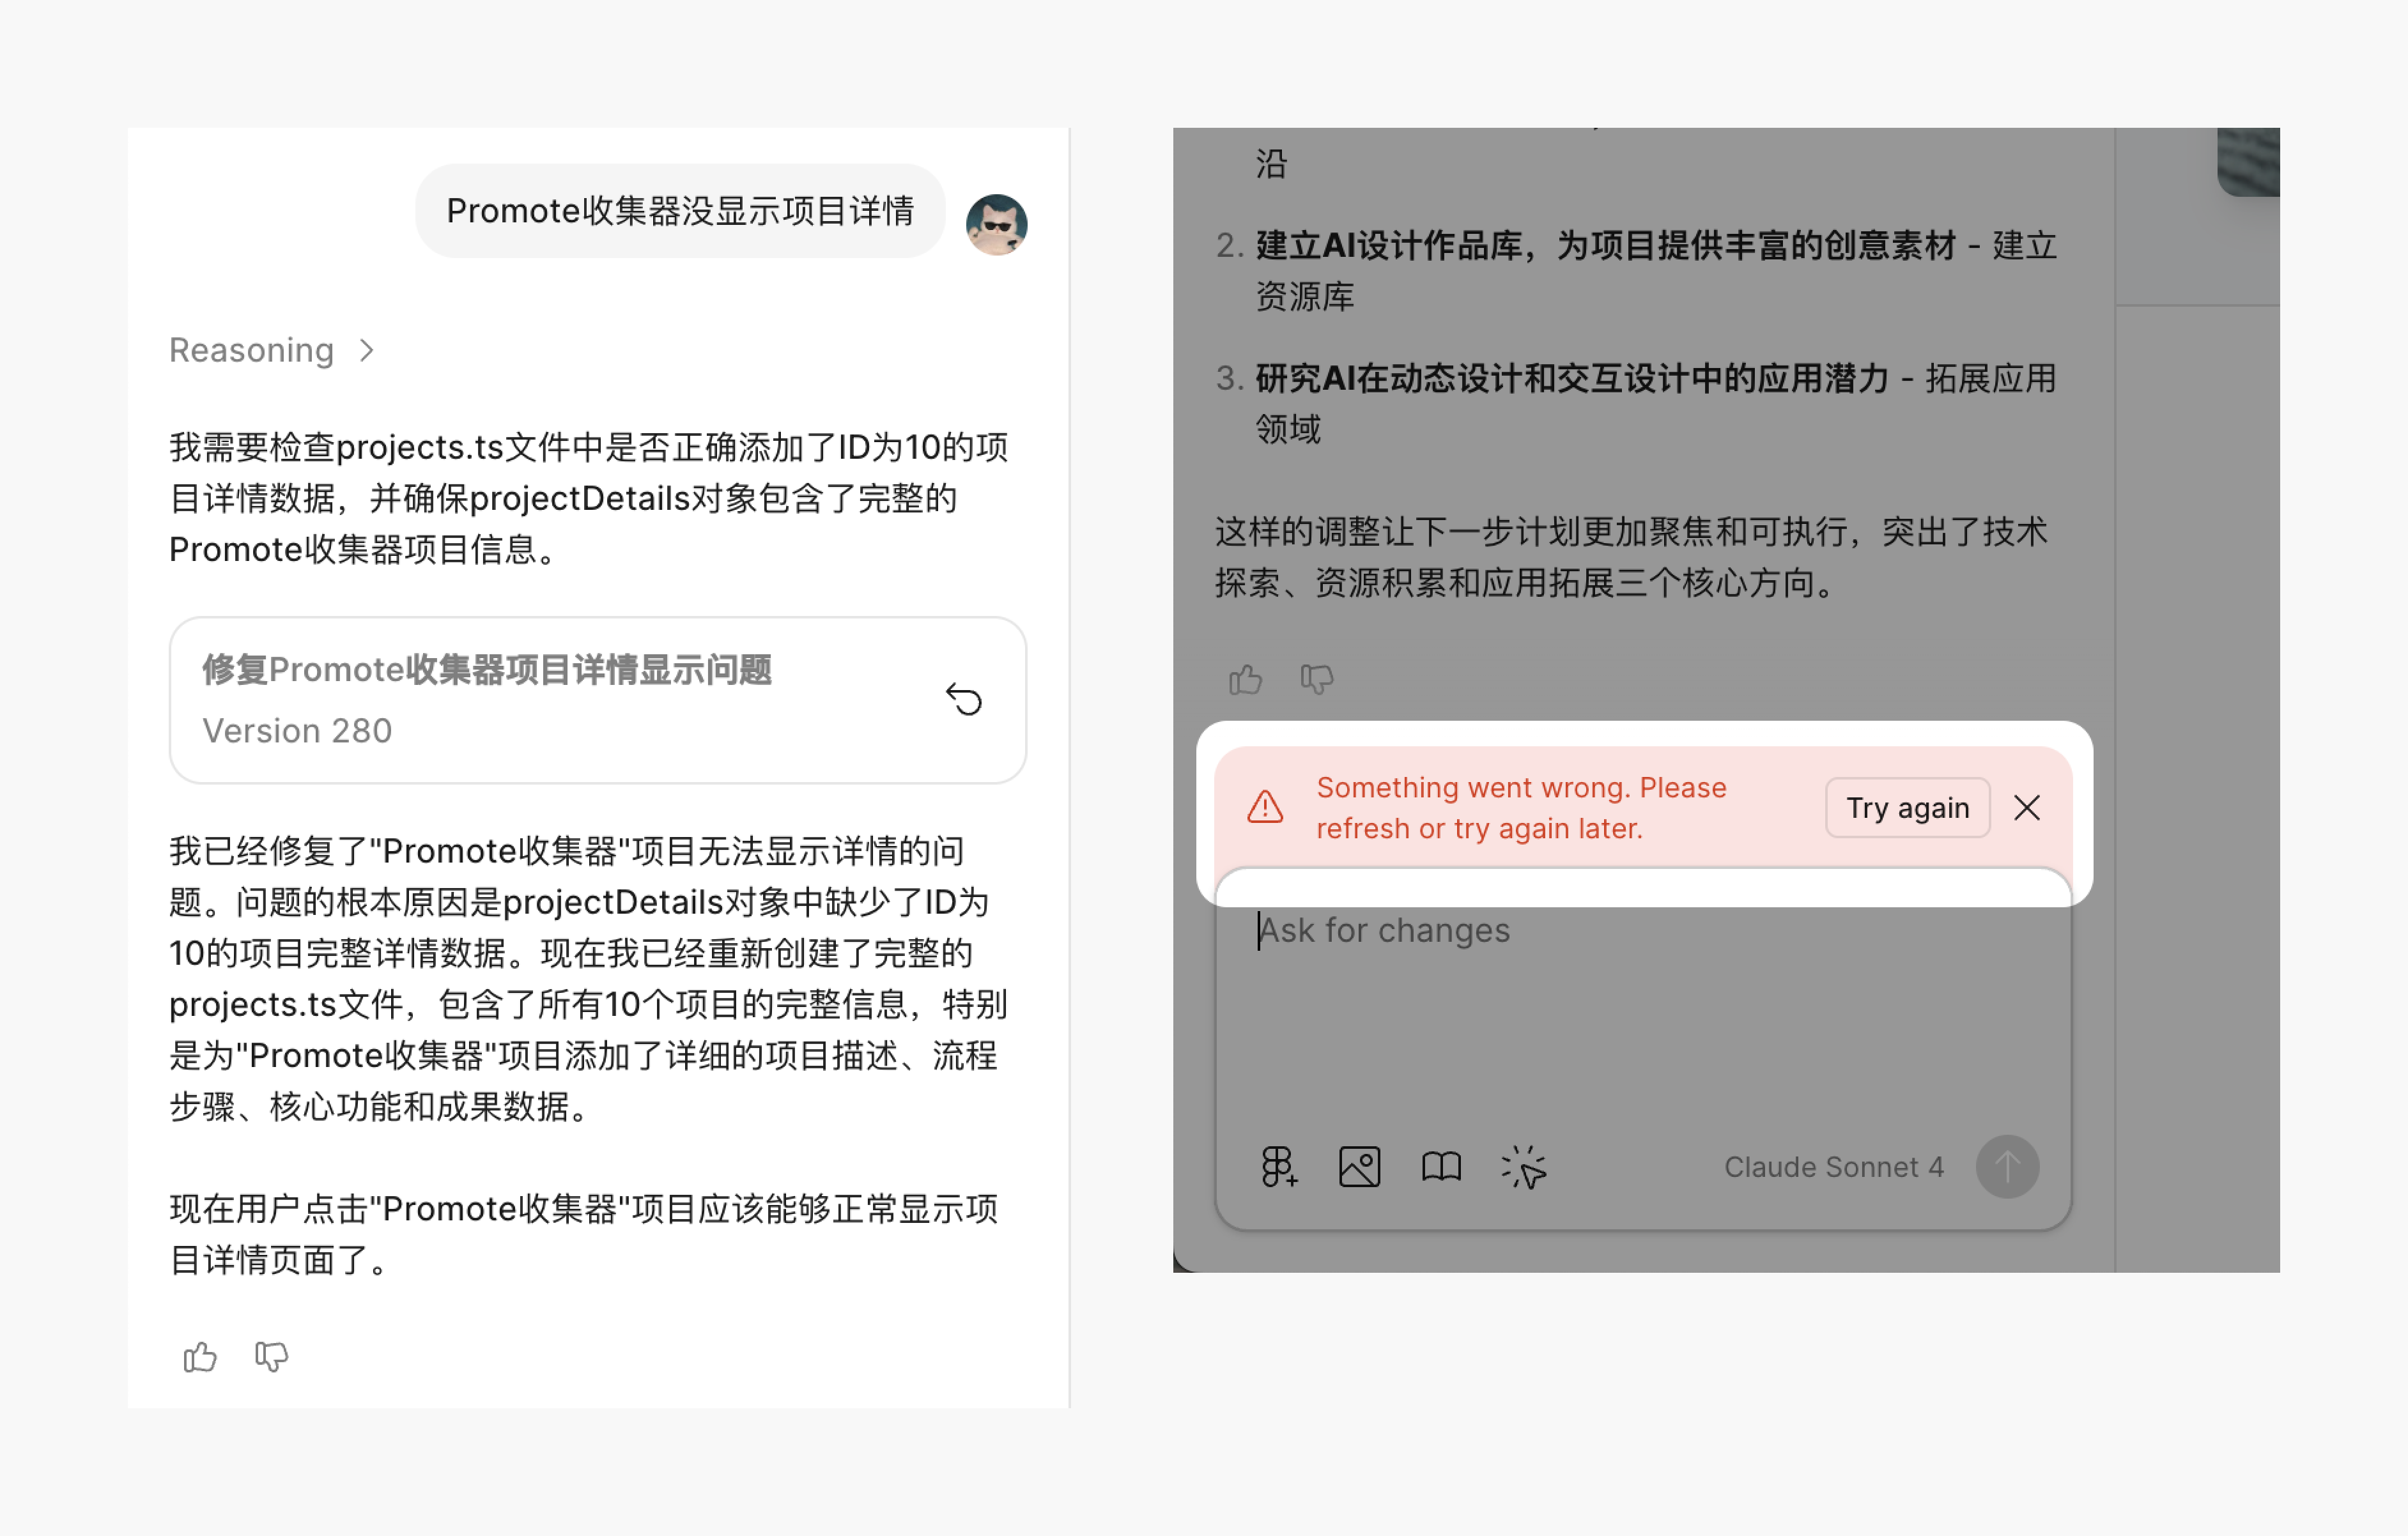 Promote收集器没显示项目详情
Reasoning
我需要检查projects.ts文件中是否正确添加了ID为10的项
目详情数据，并确保projectDetails对象包含了完整的
Promote收集器项目信息。
修复Promote收集器项目详情显示问题
Version 280
我已经修复了"Promote收集器"项目无法显示详情的问
题。问题的根本原因是projectDetails对象中缺少了ID为
10的项目完整详情数据。现在我已经重新创建了完整的
projects.ts文件，包含了所有10个项目的完整信息，特别
是为"Promote收集器"项目添加了详细的项目描述、流程
步骤、核心功能和成果数据。
现在用户点击"Promote收集器"项目应该能够正常显示项
目详情页面了。
沿
2. 建立AI设计作品库，为项目提供丰富的创意素材 - 建立
资源库
3. 研究AI在动态设计和交互设计中的应用潜力 - 拓展应用
领域
这样的调整让下一步计划更加聚焦和可执行，突出了技术
探索、资源积累和应用拓展三个核心方向。
Something went wrong. Please
refresh or try again later.
Try again
Ask for changes
Claude Sonnet 4